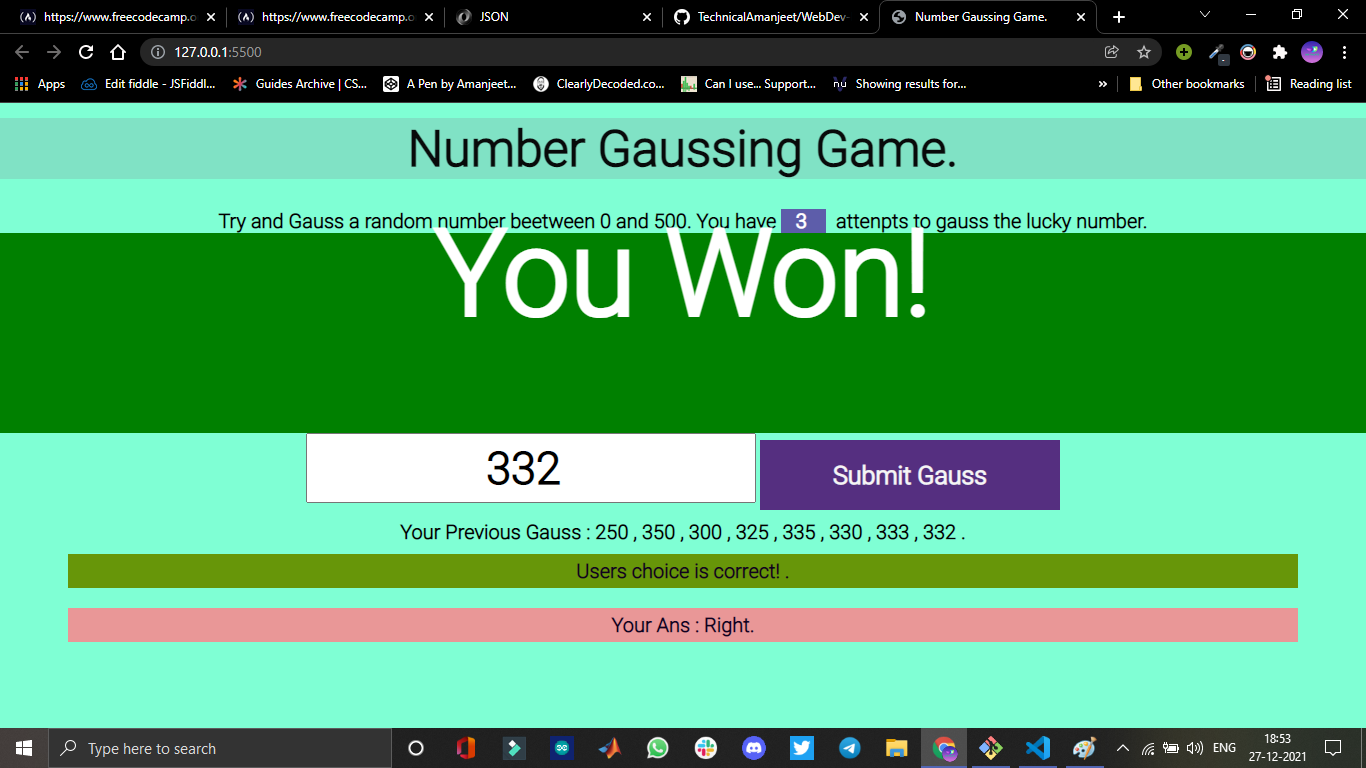 https://www.freecodecamp.o
https://www.freecodecamp.o
JSON
TechnicalAmanjeet/WebDev-
Number Gaussing Game.
127.0.0.1:5500
Apps
Edit fiddle - JSFiddl...
Guides Archive | CS...
A Pen by Amanjeet...
ClearlyDecoded.co...
Can I use... Support...
nu
Showing results for...
»
Other bookmarks
Reading list
Number Gaussing Game.
Try and Gauss a random number beetween 0 and 500. You have 3 attenpts to gauss the lucky number.
You Won!
332
Submit Gauss
Your Previous Gauss : 250 , 350 , 300 , 325 , 335 , 330 , 333 , 332 .
Users choice is correct! .
Your Ans : Right.
Type here to search
ENG
18:53
27-12-2021